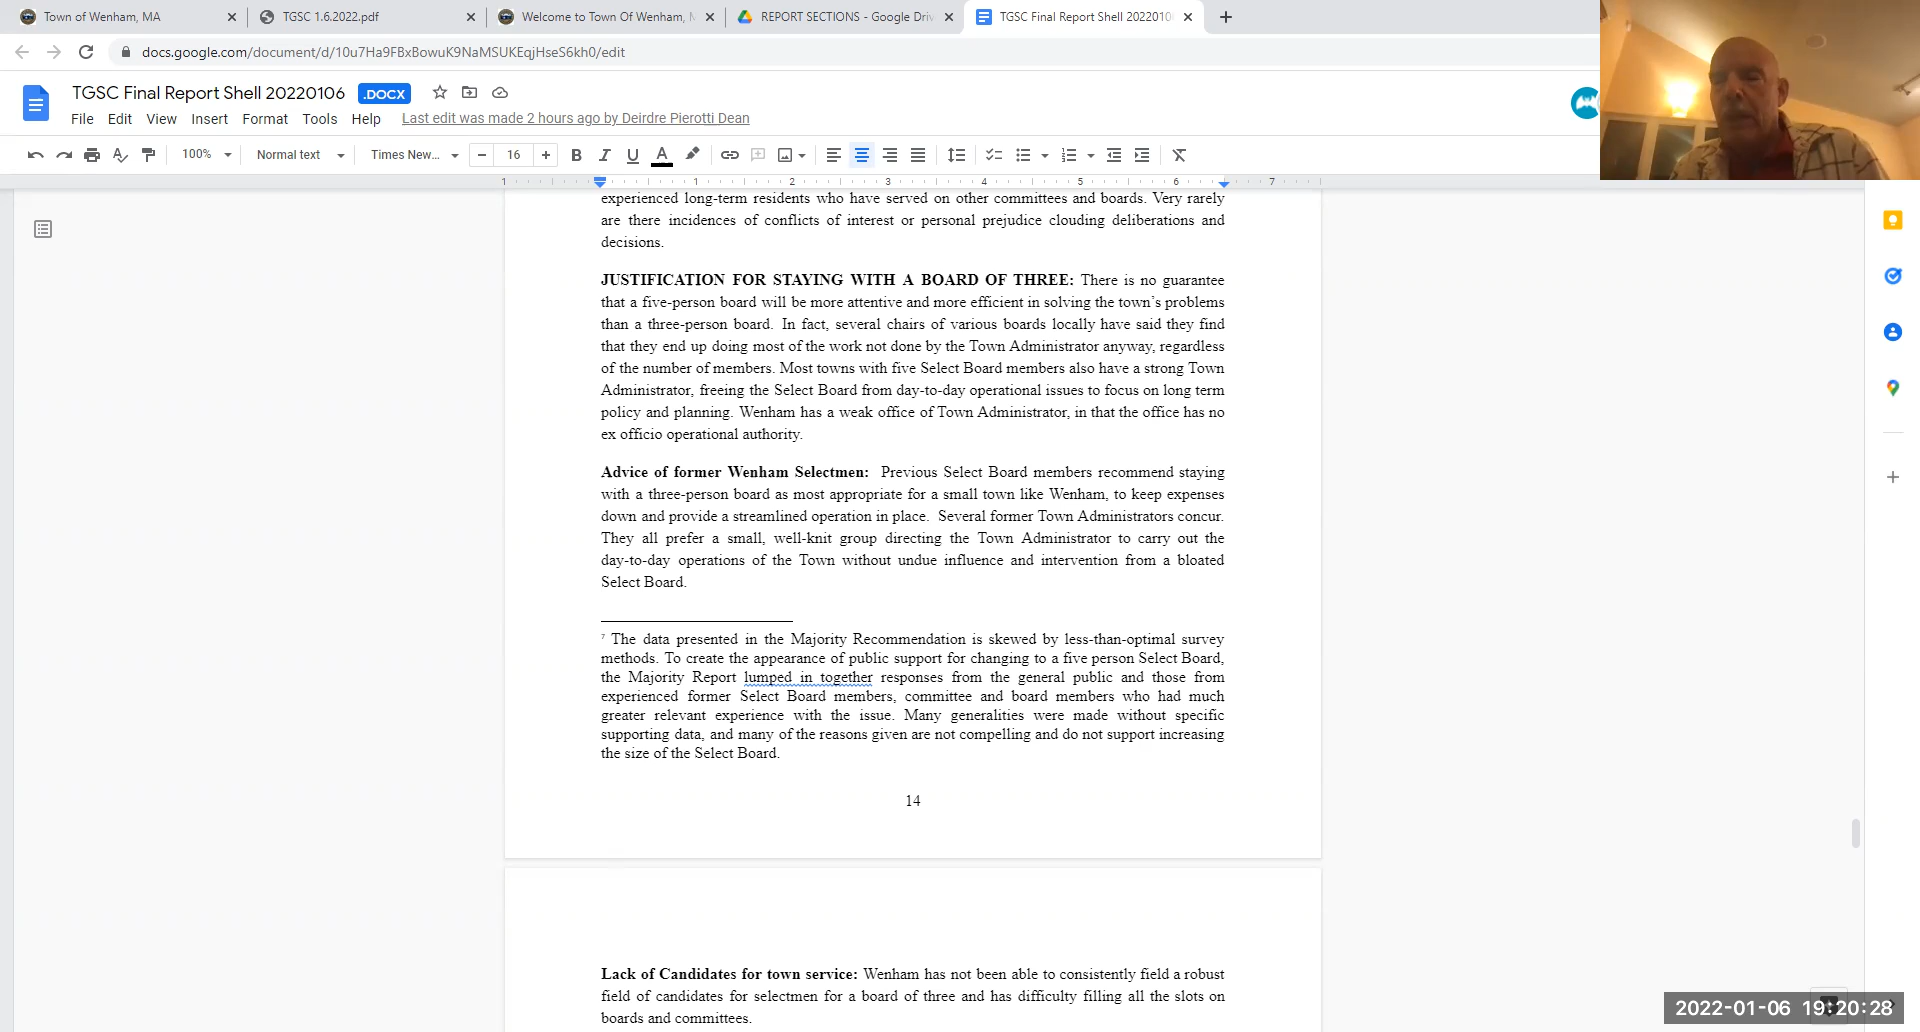 Town of Wenham, MA
TGSC 1.6.2022.pdf
Welcome to Town Of Wenham, M
REPORT SECTIONS - Google Driv
TGSC Final Report Shell 2022010
docs.google.com/document/d/10u7Ha9FBxBowuK9NaMSUKEqjHseS6kh0/edit
TGSC Final Report Shell 20220106 .DOCX
File Edit View Insert Format Tools Help Last edit was made 2 hours ago by Deirdre Pierotti Dean
100% Normal text Times New... 16 B I U A
1 1 2 3 4 5 6 7
experienced long-term residents who have served on other committees and boards. Very rarely
are there incidences of conflicts of interest or personal prejudice clouding deliberations and
decisions.
JUSTIFICATION FOR STAYING WITH A BOARD OF THREE: There is no guarantee
that a five-person board will be more attentive and more efficient in solving the town’s problems
than a three-person board. In fact, several chairs of various boards locally have said they find
that they end up doing most of the work not done by the Town Administrator anyway, regardless
of the number of members. Most towns with five Select Board members also have a strong Town
Administrator, freeing the Select Board from day-to-day operational issues to focus on long term
policy and planning. Wenham has a weak office of Town Administrator, in that the office has no
ex officio operational authority.
Advice of former Wenham Selectmen: Previous Select Board members recommend staying
with a three-person board as most appropriate for a small town like Wenham, to keep expenses
down and provide a streamlined operation in place. Several former Town Administrators concur.
They all prefer a small, well-knit group directing the Town Administrator to carry out the
day-to-day operations of the Town without undue influence and intervention from a bloated
Select Board.
7 The data presented in the Majority Recommendation is skewed by less-than-optimal survey
methods. To create the appearance of public support for changing to a five person Select Board,
the Majority Report lumped in together responses from the general public and those from
experienced former Select Board members, committee and board members who had much
greater relevant experience with the issue. Many generalities were made without specific
supporting data, and many of the reasons given are not compelling and do not support increasing
the size of the Select Board.
14
Lack of Candidates for town service: Wenham has not been able to consistently field a robust
field of candidates for selectmen for a board of three and has difficulty filling all the slots on
boards and committees.
2022-01-06 19:20:28